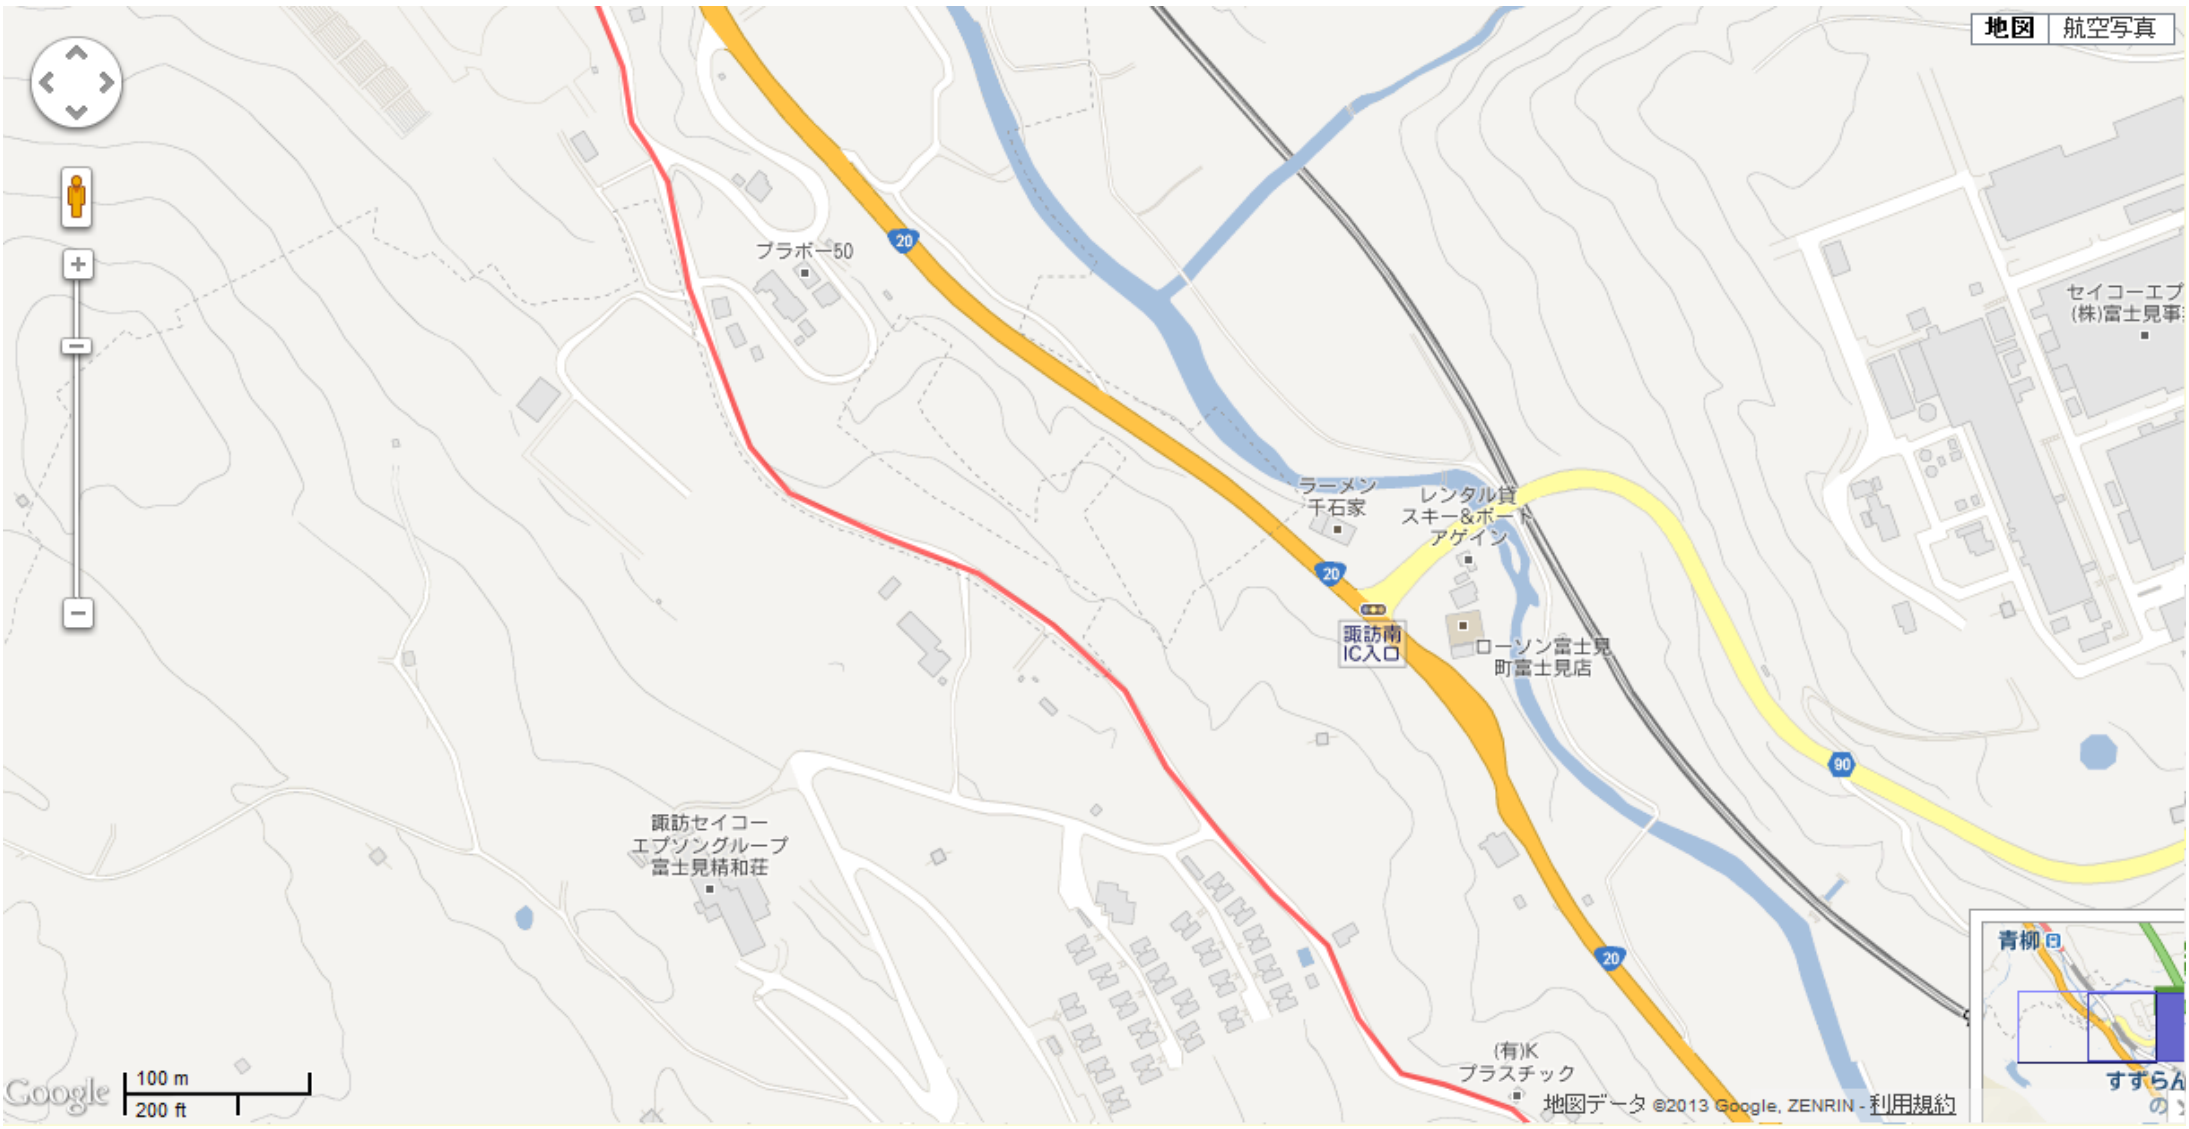 地図 航空写真
20
プラボー50
セイコーエプ
(株)富士見事
ラーメン
千石家
レンタル貸
スキー&ボート
アゲイン
20
諏訪南
IC入口
ローソン富士見
町富士見店
90
諏訪セイコー
エプソングループ
富士見精和荘
20
青柳
(有)K
プラスチック
すずらん
の
Google
100 m
200 ft
地図データ ©2013 Google, ZENRIN - 利用規約